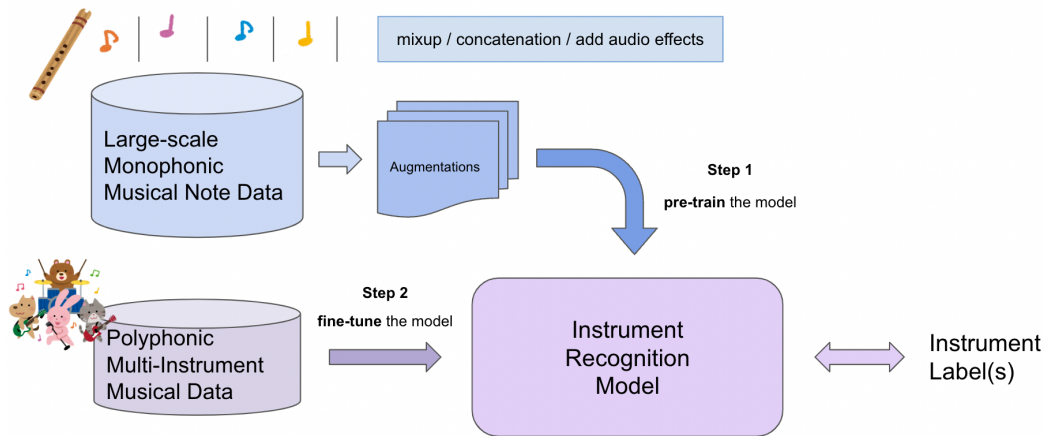 mixup / concatenation / add audio effects
Large-scale
Monophonic
Musical Note Data
Augmentations
Step 1
pre-train the model
Step 2
fine-tune the model
Polyphonic
Multi-Instrument
Musical Data
Instrument
Recognition
Model
Instrument
Label(s)